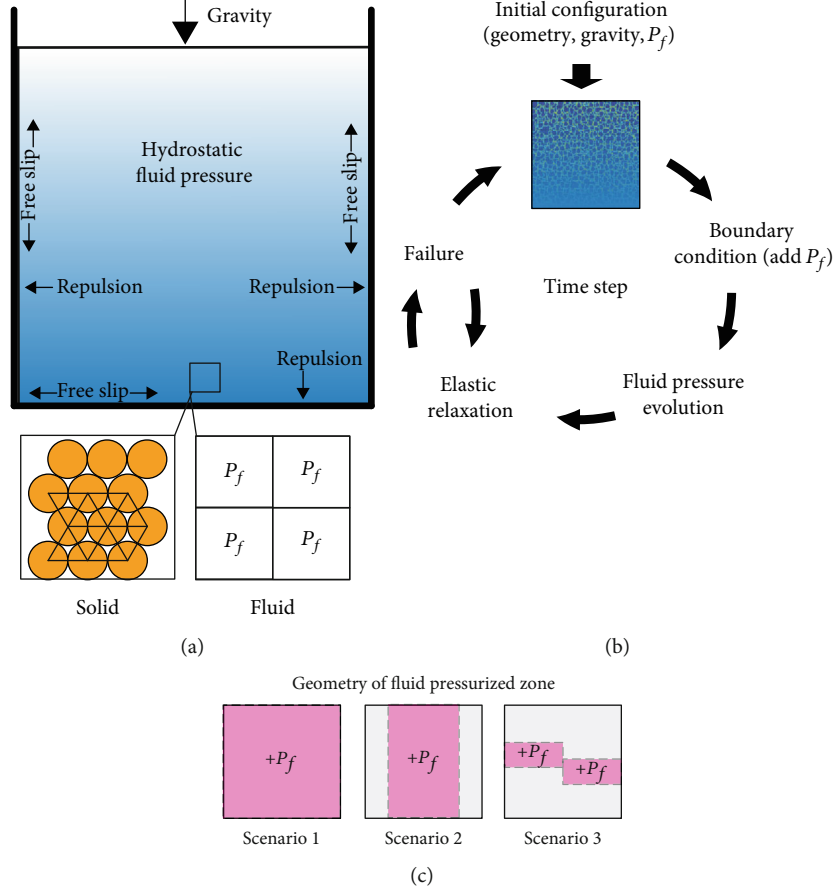 Gravity
Hydrostatic
fluid pressure
Free slip
Free slip
Repulsion
Repulsion
Repulsion
Free slip
P_f
P_f
P_f
P_f
Solid
Fluid
(a)
Initial configuration
(geometry, gravity, P_f)
Boundary
condition (add P_f)
Failure
Time step
Elastic
relaxation
Fluid pressure
evolution
(b)
Geometry of fluid pressurized zone
+P_f
+P_f
+P_f
+P_f
Scenario 1
Scenario 2
Scenario 3
(c)